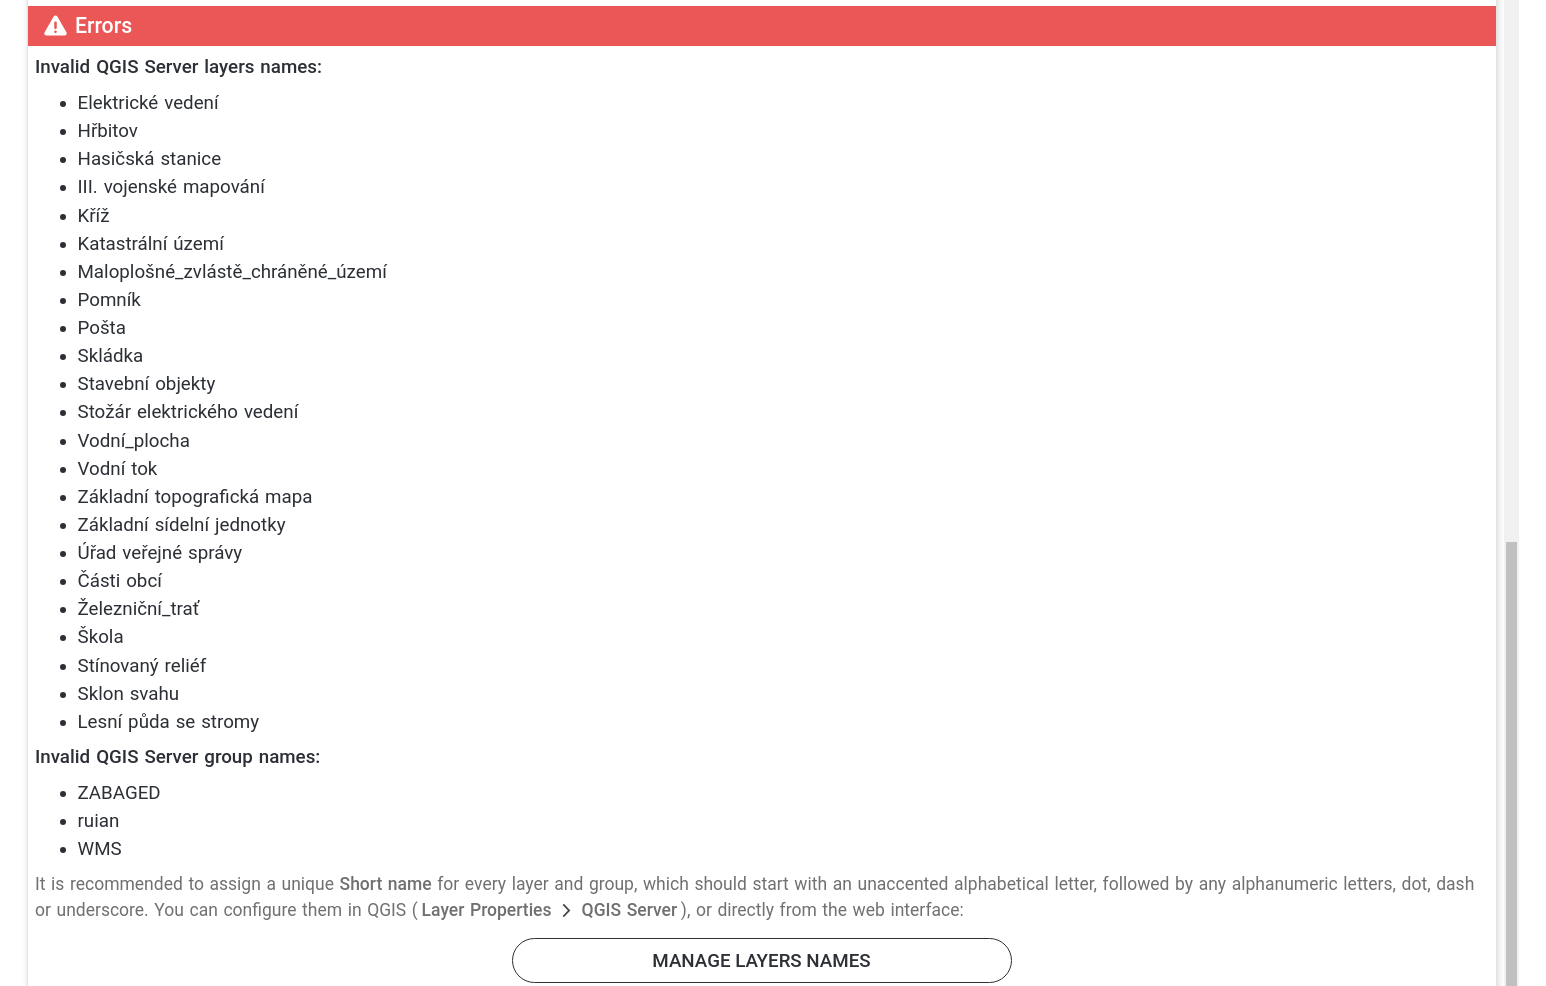 Errors
Invalid QGIS Server layers names:
Elektrické vedení
Hřbitov
Hasičská stanice
III. vojenské mapování
Kříž
Katastrální území
Maloplošné_zvlástě_chráněné_území
Pomník
Pošta
Skládka
Stavební objekty
Stožár elektrického vedení
Vodní_plocha
Vodní tok
Základní topografická mapa
Základní sídelní jednotky
Úřad veřejné správy
Části obcí
Železniční_trať
Škola
Stínovaný reliéf
Sklon svahu
Lesní půda se stromy
Invalid QGIS Server group names:
ZABAGED
ruian
WMS
It is recommended to assign a unique Short name for every layer and group, which should start with an unaccented alphabetical letter, followed by any alphanumeric letters, dot, dash
or underscore. You can configure them in QGIS ( Layer Properties > QGIS Server ), or directly from the web interface:
MANAGE LAYERS NAMES